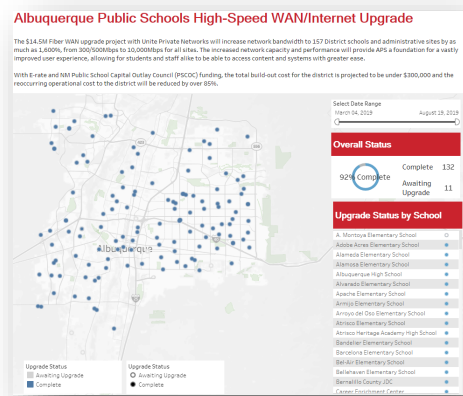 Albuquerque Public Schools High-Speed WAN/Internet Upgrade
The $14.5M Fiber WAN upgrade project with Unite Private Networks will increase network bandwidth to 157 District schools and administrative sites by as
much as 1,600%, from 300/500Mbps to 10,000Mbps for all sites. The increased network capacity and performance will provide APS a foundation for a vastly
improved user experience, allowing for students and staff alike to be able to access content and systems with greater ease.
With E-rate and NM Public School Capital Outlay Council (PSCOC) funding, the total build-out cost for the district is projected to be under $300,000 and the
reoccurring operational cost to the district will be reduced by over 85%.
Select Date Range
March 04, 2019 August 19, 2019
Overall Status
92% Complete
Complete 132
Awaiting Upgrade 11
Upgrade Status by School
A. Montoya Elementary School
Adobe Acres Elementary School
Alameda Elementary School
Alamosa Elementary School
Albuquerque High School
Alvarado Elementary School
Apache Elementary School
Armijo Elementary School
Arroyo del Oso Elementary School
Atrisco Elementary School
Atrisco Heritage Academy High School
Bandelier Elementary School
Barcelona Elementary School
Bel-Air Elementary School
Bellehaven Elementary School
Bernalillo County JDC
Career Enrichment Center
Albuquerque
Upgrade Status
Awaiting Upgrade
Complete
Upgrade Status
Awaiting Upgrade
Complete